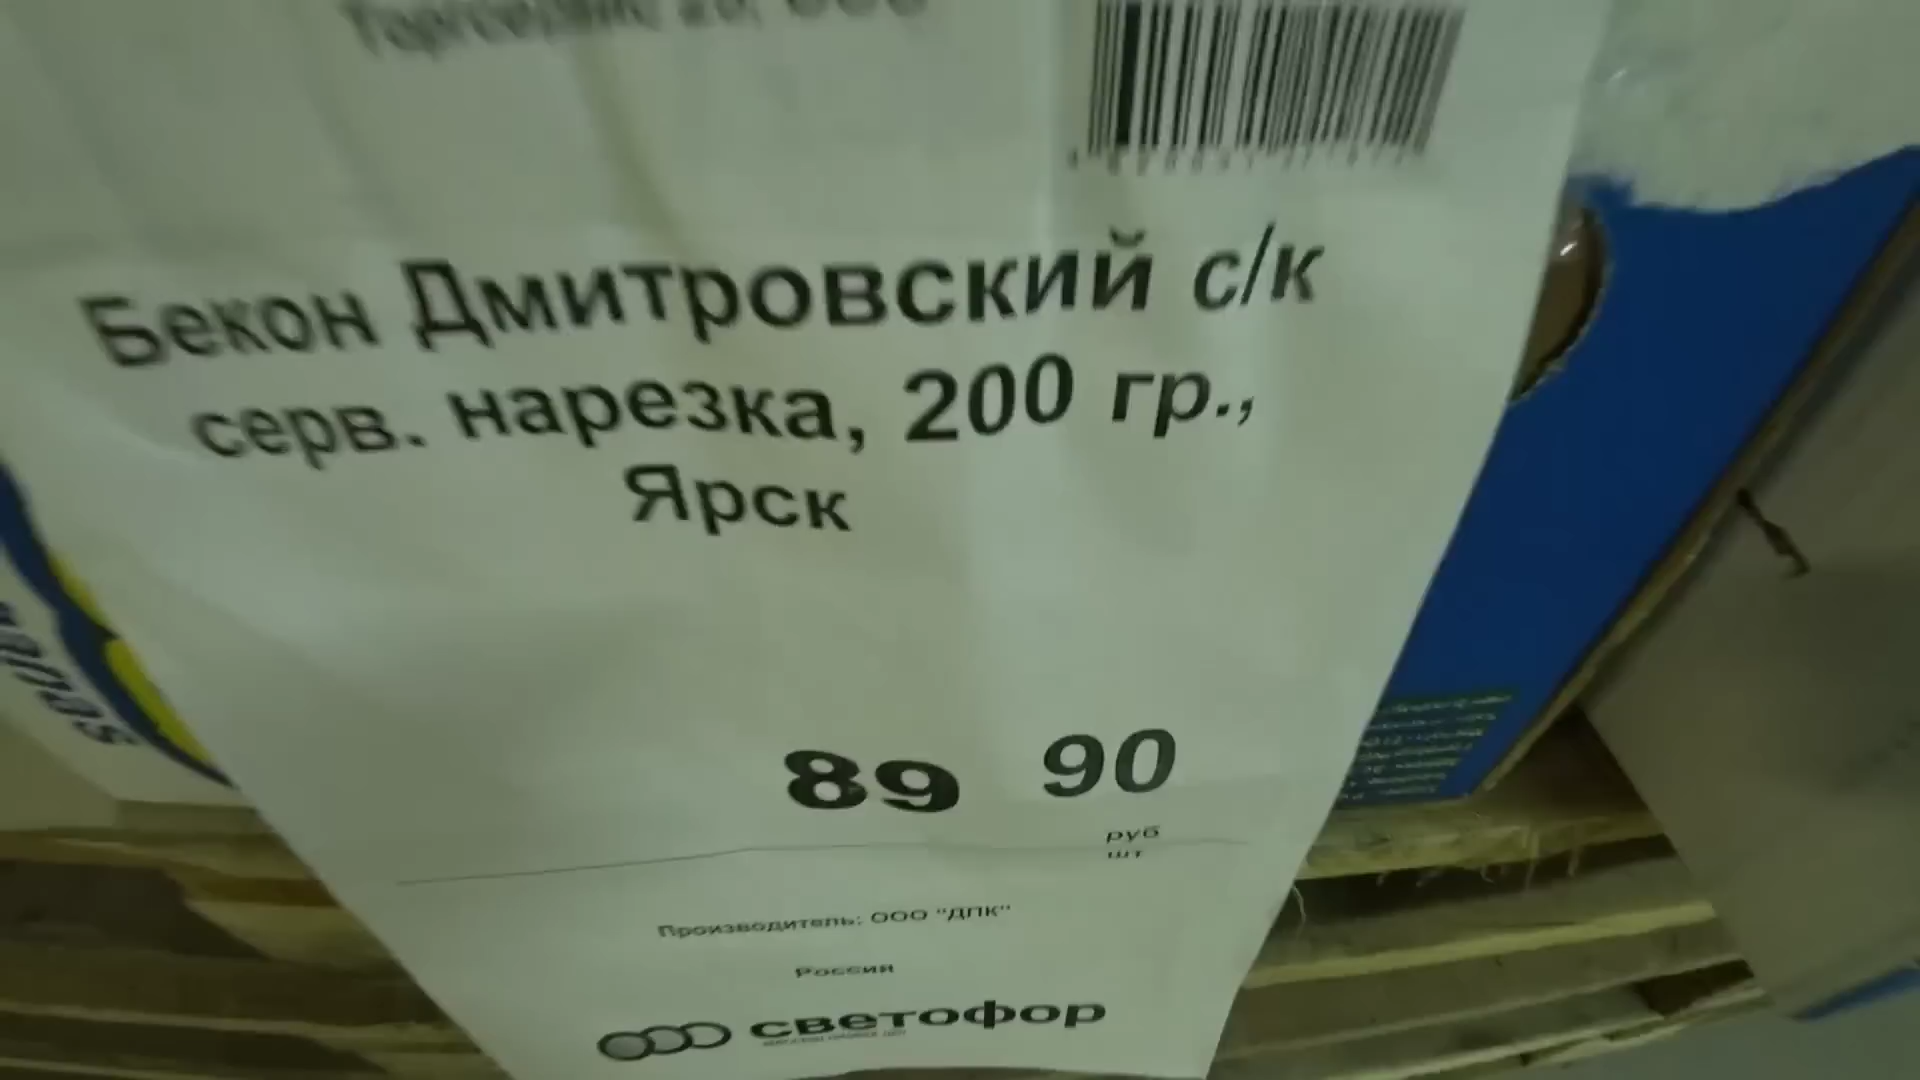 Бекон Дмитровский с/к
серв. нарезка, 200 гр.,
Ярск
89 90
руб
шт
Производитель: ООО "ДПК"
Россия
светофор